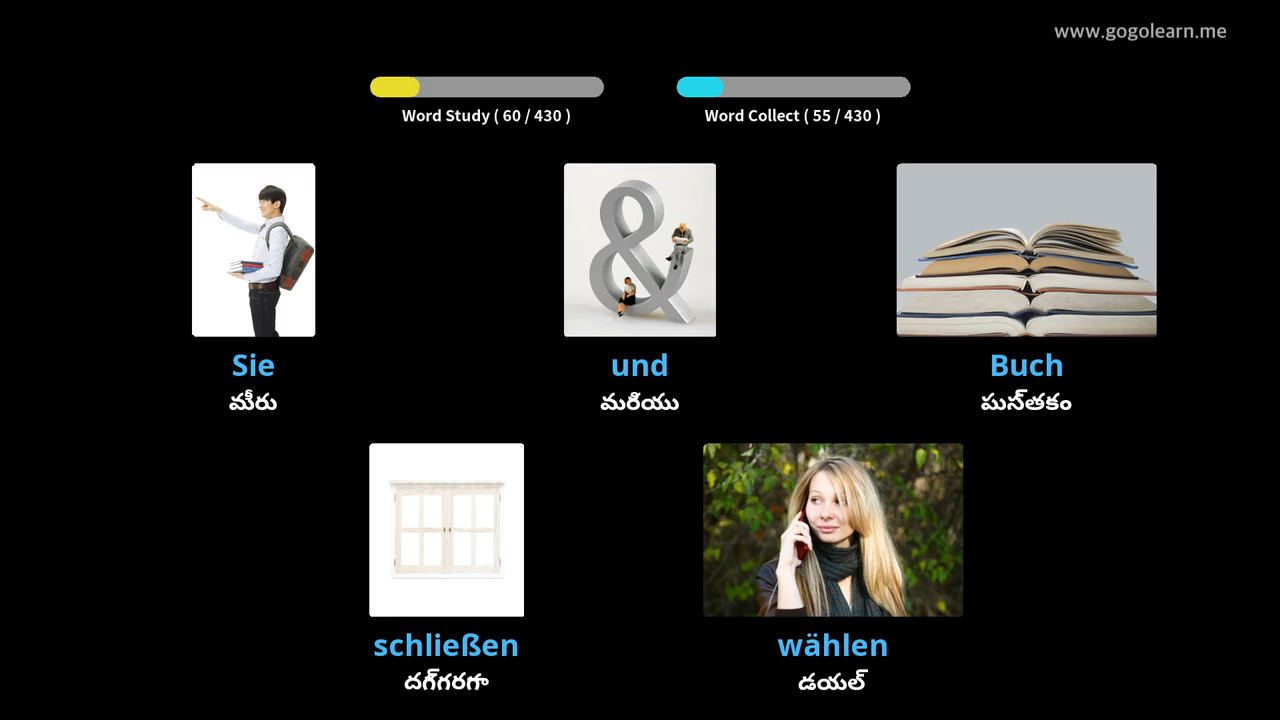 www.gogolearn.me
Word Study ( 60 / 430 )
Word Collect ( 55 / 430 )
Sie
మీరు
und
మరియు
Buch
పుస్తకం
schließen
దగ్గరగా
wählen
డయల్